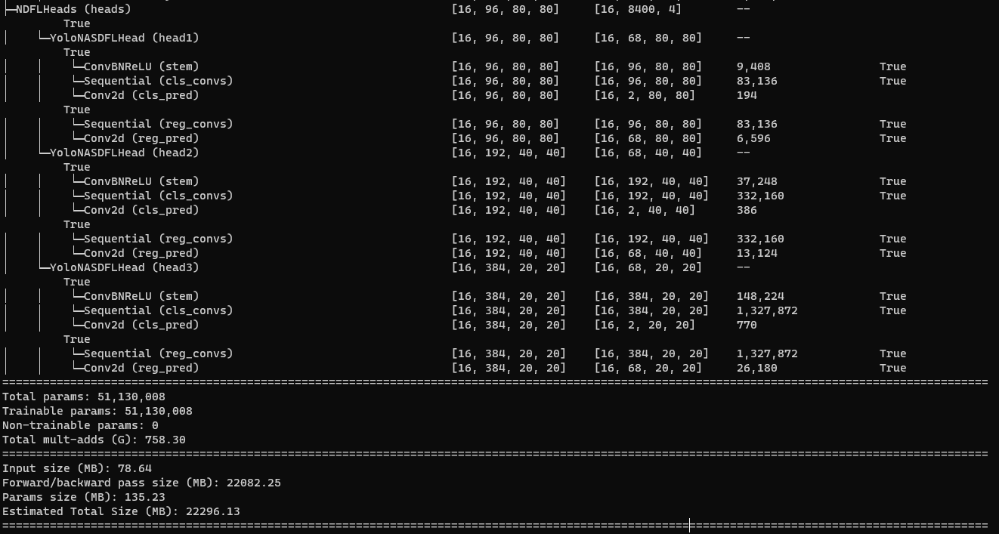 ├─NDFLHeads (heads) [16, 96, 80, 80] [16, 8400, 4] --
True
│ └─YoloNASDFLHead (head1) [16, 96, 80, 80] [16, 68, 80, 80] --
True
│ │ └─ConvBNReLU (stem) [16, 96, 80, 80] [16, 96, 80, 80] 9,408 True
│ │ └─Sequential (cls_convs) [16, 96, 80, 80] [16, 96, 80, 80] 83,136 True
│ │ └─Conv2d (cls_pred) [16, 96, 80, 80] [16, 2, 80, 80] 194
True
│ │ └─Sequential (reg_convs) [16, 96, 80, 80] [16, 96, 80, 80] 83,136 True
│ │ └─Conv2d (reg_pred) [16, 96, 80, 80] [16, 68, 80, 80] 6,596 True
│ └─YoloNASDFLHead (head2) [16, 192, 40, 40] [16, 68, 40, 40] --
True
│ │ └─ConvBNReLU (stem) [16, 192, 40, 40] [16, 192, 40, 40] 37,248 True
│ │ └─Sequential (cls_convs) [16, 192, 40, 40] [16, 192, 40, 40] 332,160 True
│ │ └─Conv2d (cls_pred) [16, 192, 40, 40] [16, 2, 40, 40] 386
True
│ │ └─Sequential (reg_convs) [16, 192, 40, 40] [16, 192, 40, 40] 332,160 True
│ │ └─Conv2d (reg_pred) [16, 192, 40, 40] [16, 68, 40, 40] 13,124 True
│ └─YoloNASDFLHead (head3) [16, 384, 20, 20] [16, 68, 20, 20] --
True
│ │ └─ConvBNReLU (stem) [16, 384, 20, 20] [16, 384, 20, 20] 148,224 True
│ │ └─Sequential (cls_convs) [16, 384, 20, 20] [16, 384, 20, 20] 1,327,872 True
│ │ └─Conv2d (cls_pred) [16, 384, 20, 20] [16, 2, 20, 20] 770
True
│ │ └─Sequential (reg_convs) [16, 384, 20, 20] [16, 384, 20, 20] 1,327,872 True
│ │ └─Conv2d (reg_pred) [16, 384, 20, 20] [16, 68, 20, 20] 26,180 True
=================================================================================================================================================
Total params: 51,130,008
Trainable params: 51,130,008
Non-trainable params: 0
Total mult-adds (G): 758.30
=================================================================================================================================================
Input size (MB): 78.64
Forward/backward pass size (MB): 22082.25
Params size (MB): 135.23
Estimated Total Size (MB): 22296.13
=================================================================================================================================================